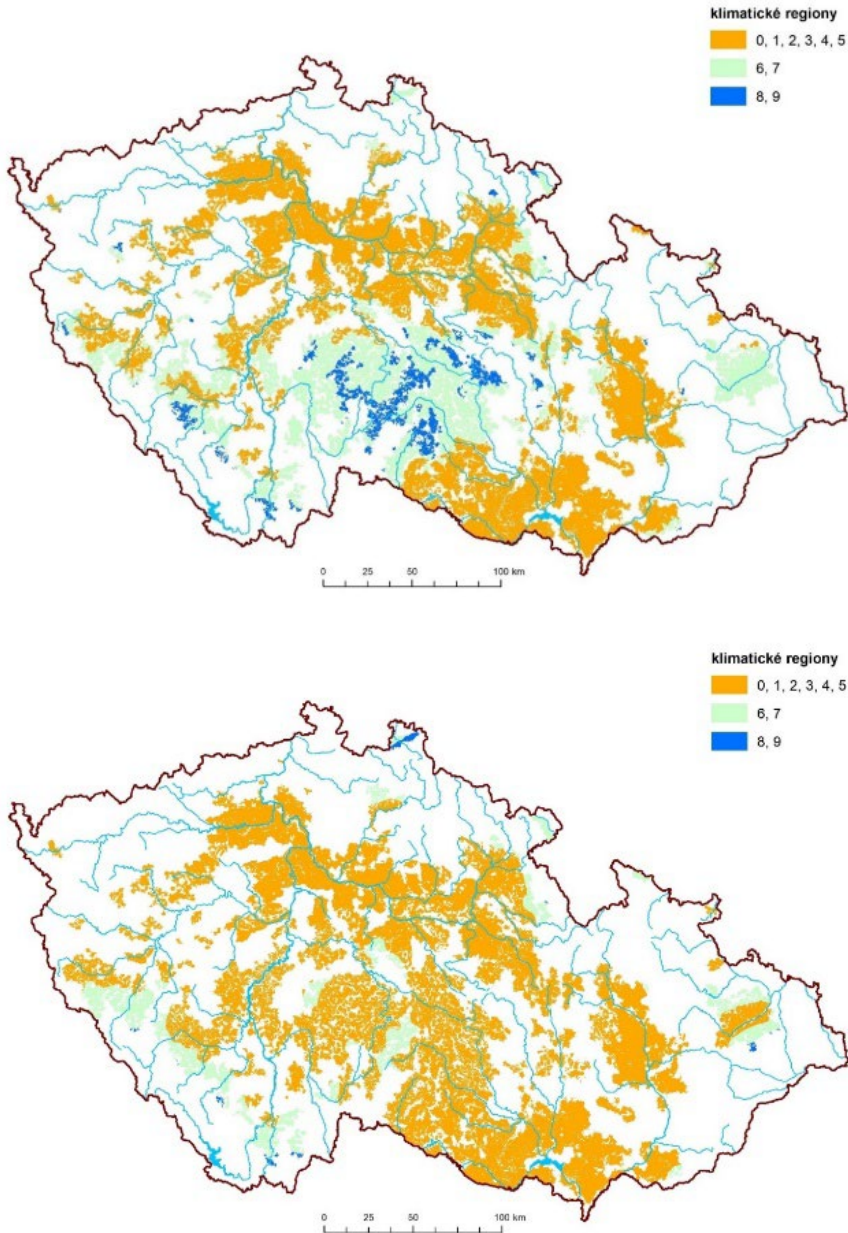 klimatické regiony
0, 1, 2, 3, 4, 5
6, 7
8, 9
0 25 50 100 km
klimatické regiony
0, 1, 2, 3, 4, 5
6, 7
8, 9
0 25 50 100 km